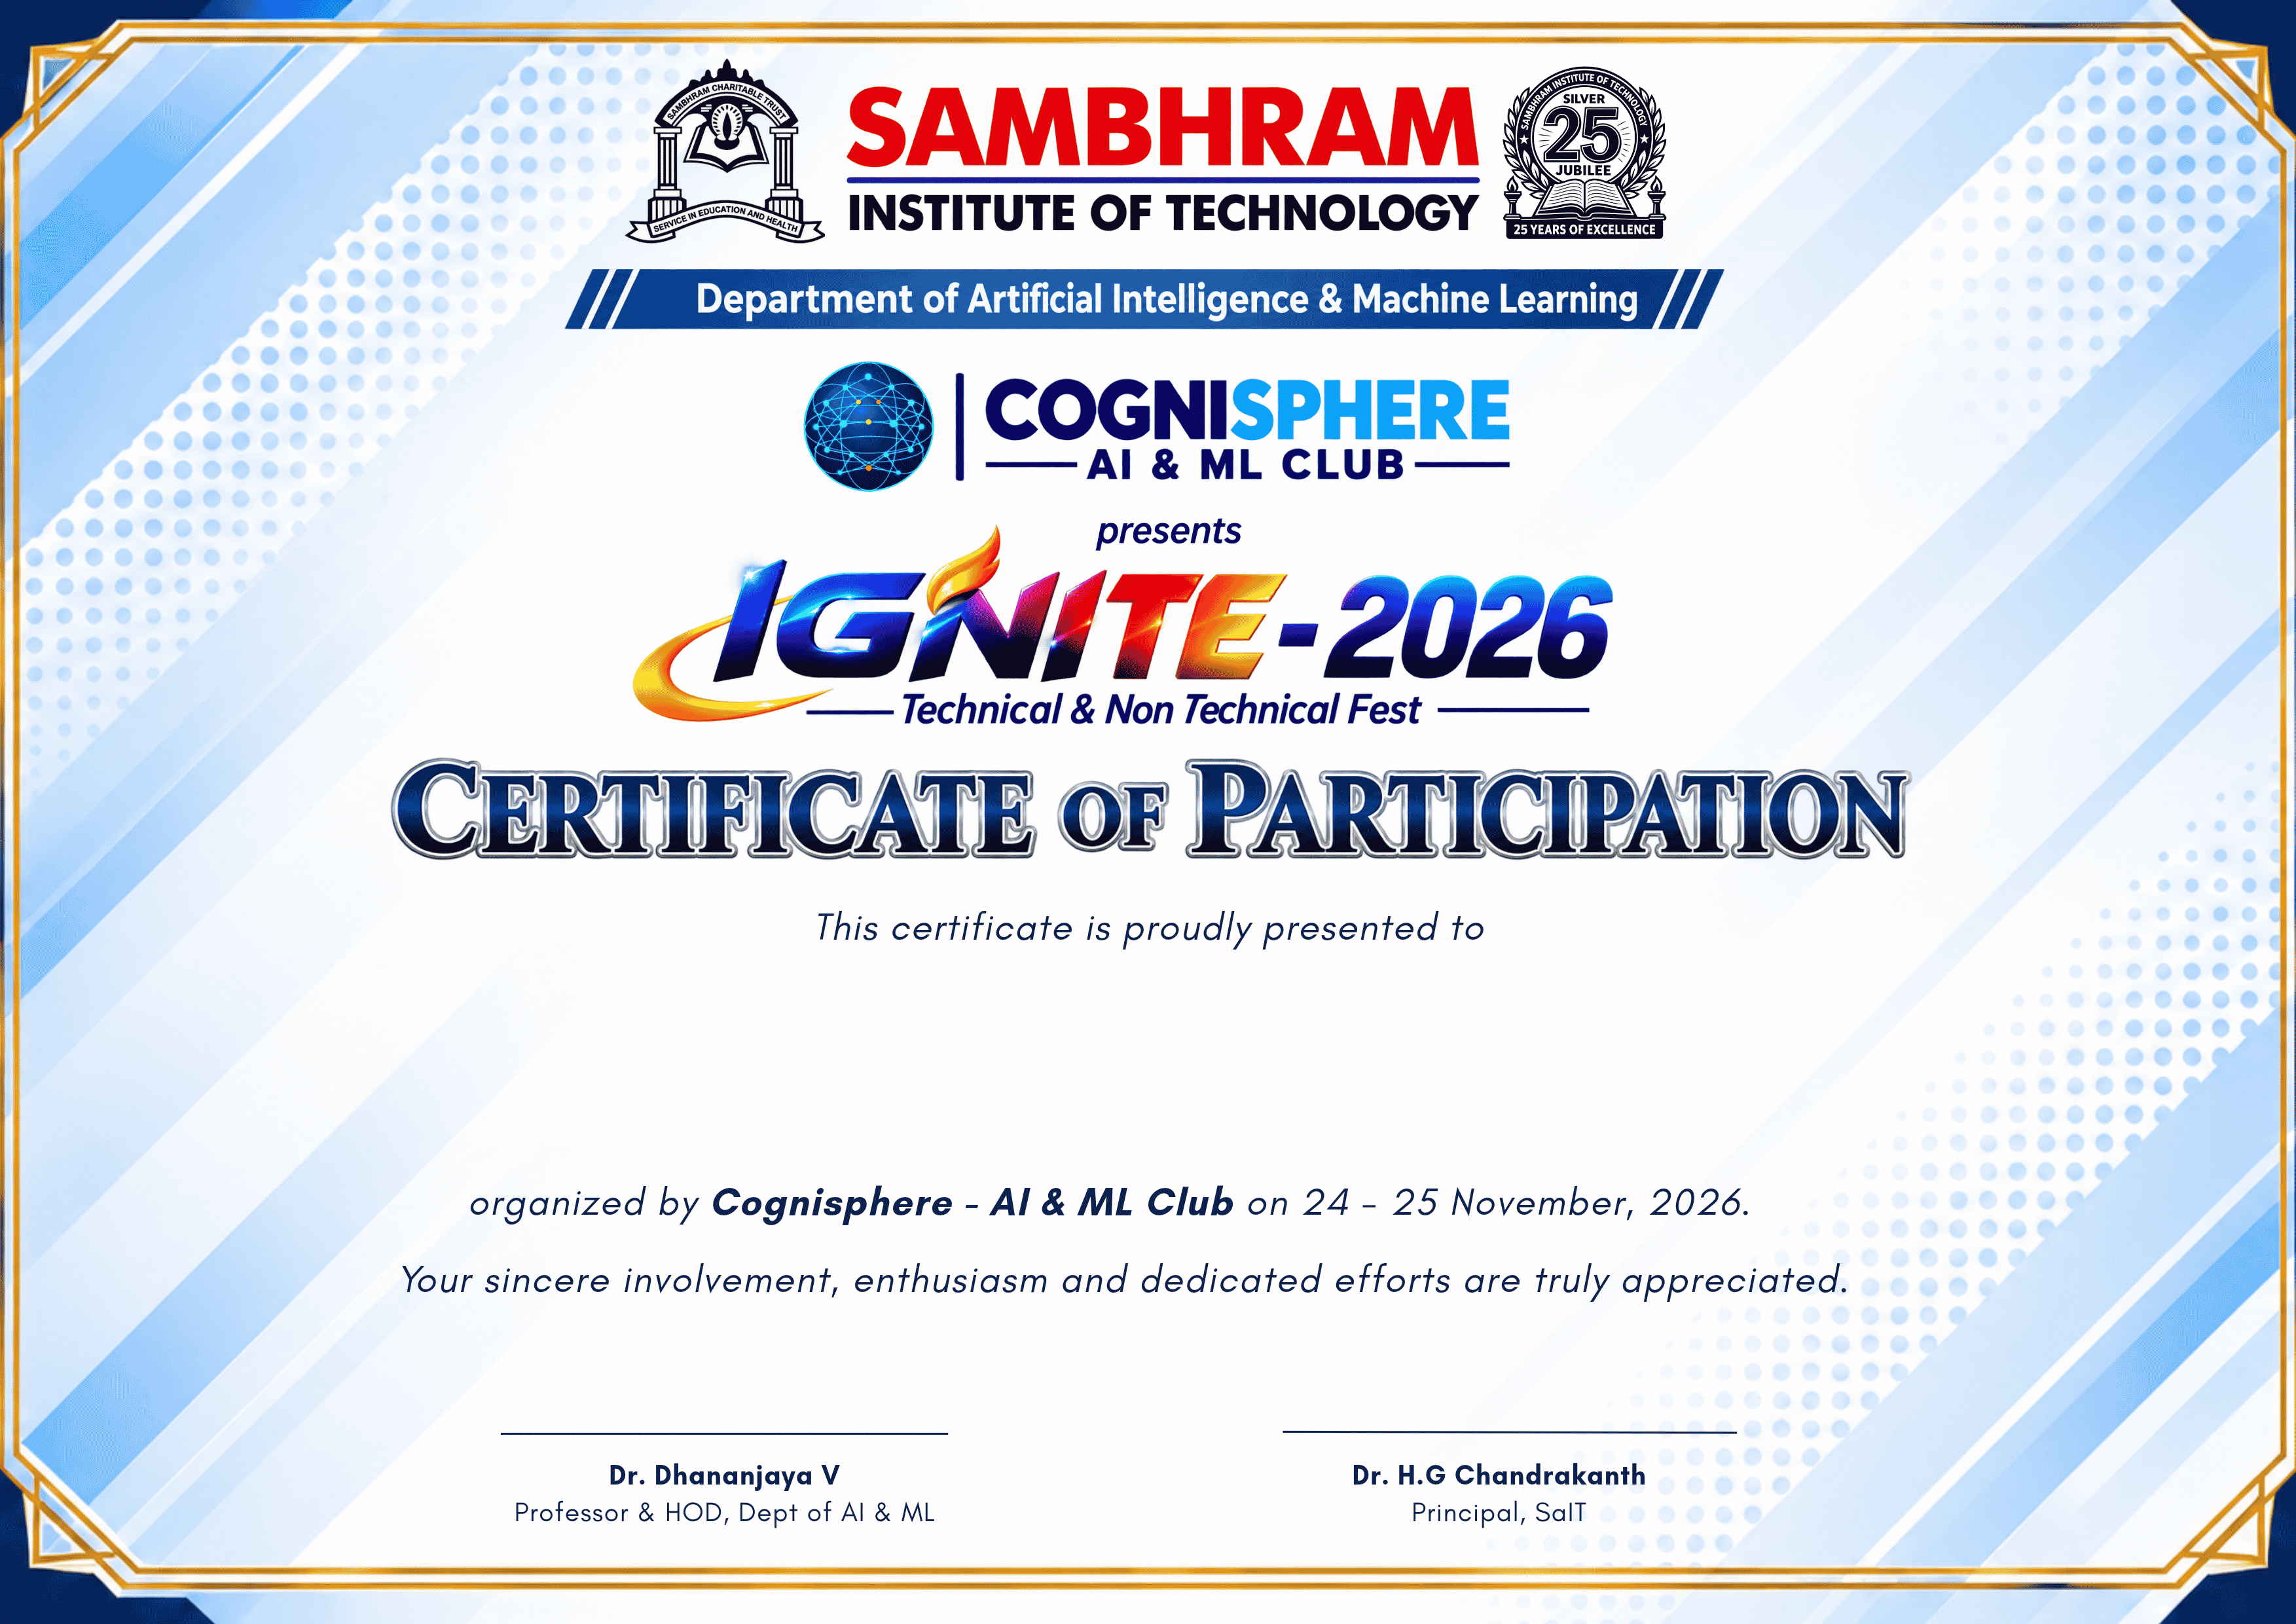 SAMBHRAM CHARITABLE TRUST
SERVICE IN EDUCATION AND HEALTH
SAMBHRAM
INSTITUTE OF TECHNOLOGY
SAMBHRAM INSTITUTE OF TECHNOLOGY
SILVER
25
JUBILEE
25 YEARS OF EXCELLENCE
Department of Artificial Intelligence & Machine Learning
COGNISPHERE
AI & ML CLUB
presents
IGNITE-2026
Technical & Non Technical Fest
CERTIFICATE OF PARTICIPATION
This certificate is proudly presented to
organized by Cognisphere - AI & ML Club on 24 - 25 November, 2026.
Your sincere involvement, enthusiasm and dedicated efforts are truly appreciated.
Dr. Dhananjaya V
Professor & HOD, Dept of AI & ML
Dr. H.G Chandrakanth
Principal, SaIT